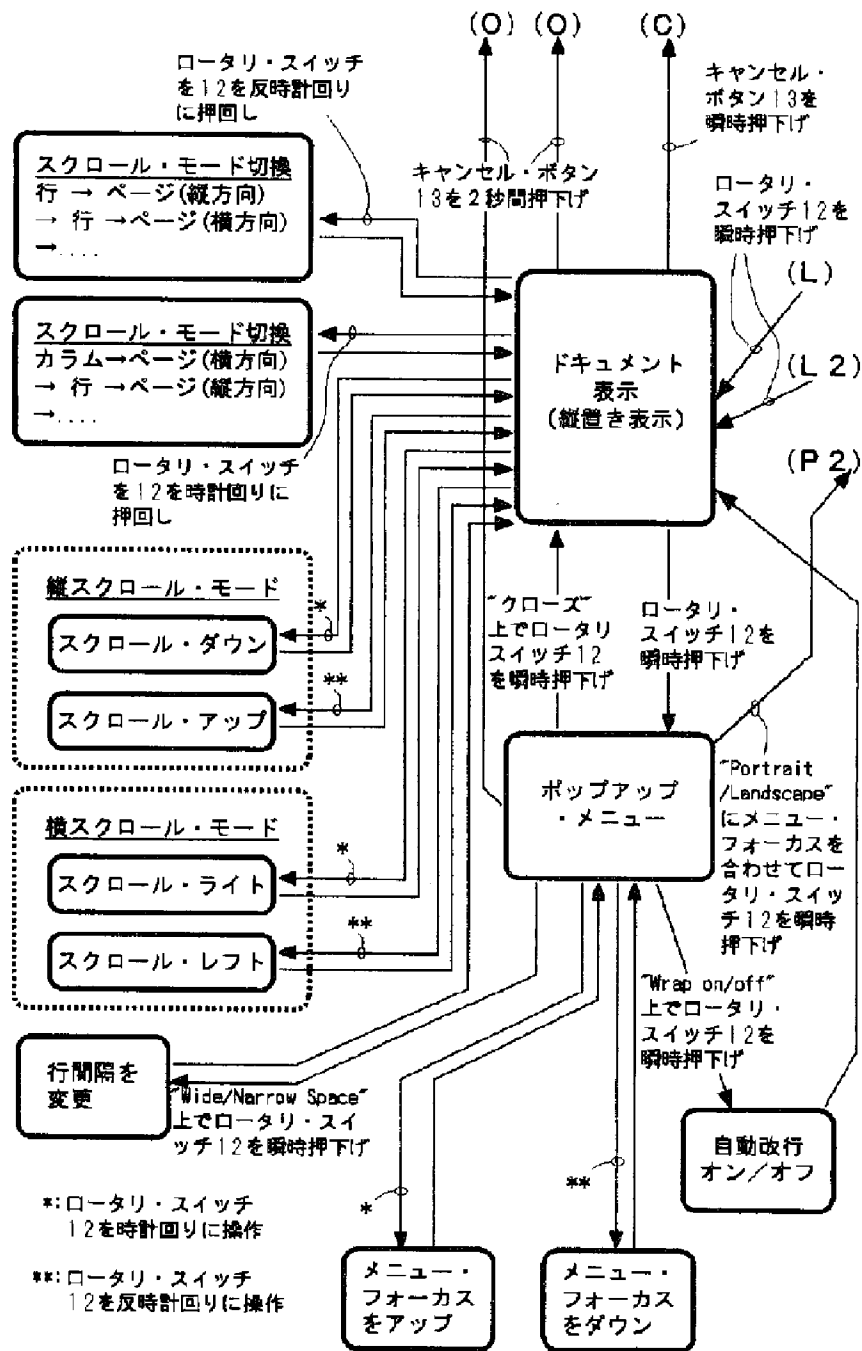 (O) (O) (C)
ロータリ・スイッチ
を12を反時計回り
に押回し
キャンセル・
ボタン13を
瞬時押下げ
スクロール・モード切換
行 → ページ(縦方向)
→ 行 →ページ(横方向)
→....
キャンセル・ボタン
13を2秒間押下げ
ロータリ・
スイッチ12を
瞬時押下げ
(L)
スクロール・モード切換
カラム→ページ(横方向)
→ 行 →ページ(縦方向)
→....
ドキュメント
表示
(縦置き表示)
(L2)
(P2)
ロータリ・スイッチ
を12を時計回りに
押回し
縦スクロール・モード
*
スクロール・ダウン
**
スクロール・アップ
"クローズ"
上でロータリ
スイッチ12
を瞬時押下げ
ロータリ・
スイッチ12を
瞬時押下げ
ポップアップ
・メニュー
"Portrait
/Landscape"
にメニュー・
フォーカスを
合わせてロー
タリ・スイッ
チ12を瞬時
押下げ
横スクロール・モード
*
スクロール・ライト
**
スクロール・レフト
"Wrap on/off"
上でロータリ・
スイッチ12を
瞬時押下げ
行間隔を
変更
"Wide/Narrow Space"
上でロータリ・スイ
ッチ12を瞬時押下げ
自動改行
オン/オフ
*:ロータリ・スイッチ
12を時計回りに操作
**:ロータリ・スイッチ
12を反時計回りに操作
*
**
メニュー・
フォーカス
をアップ
メニュー・
フォーカス
をダウン